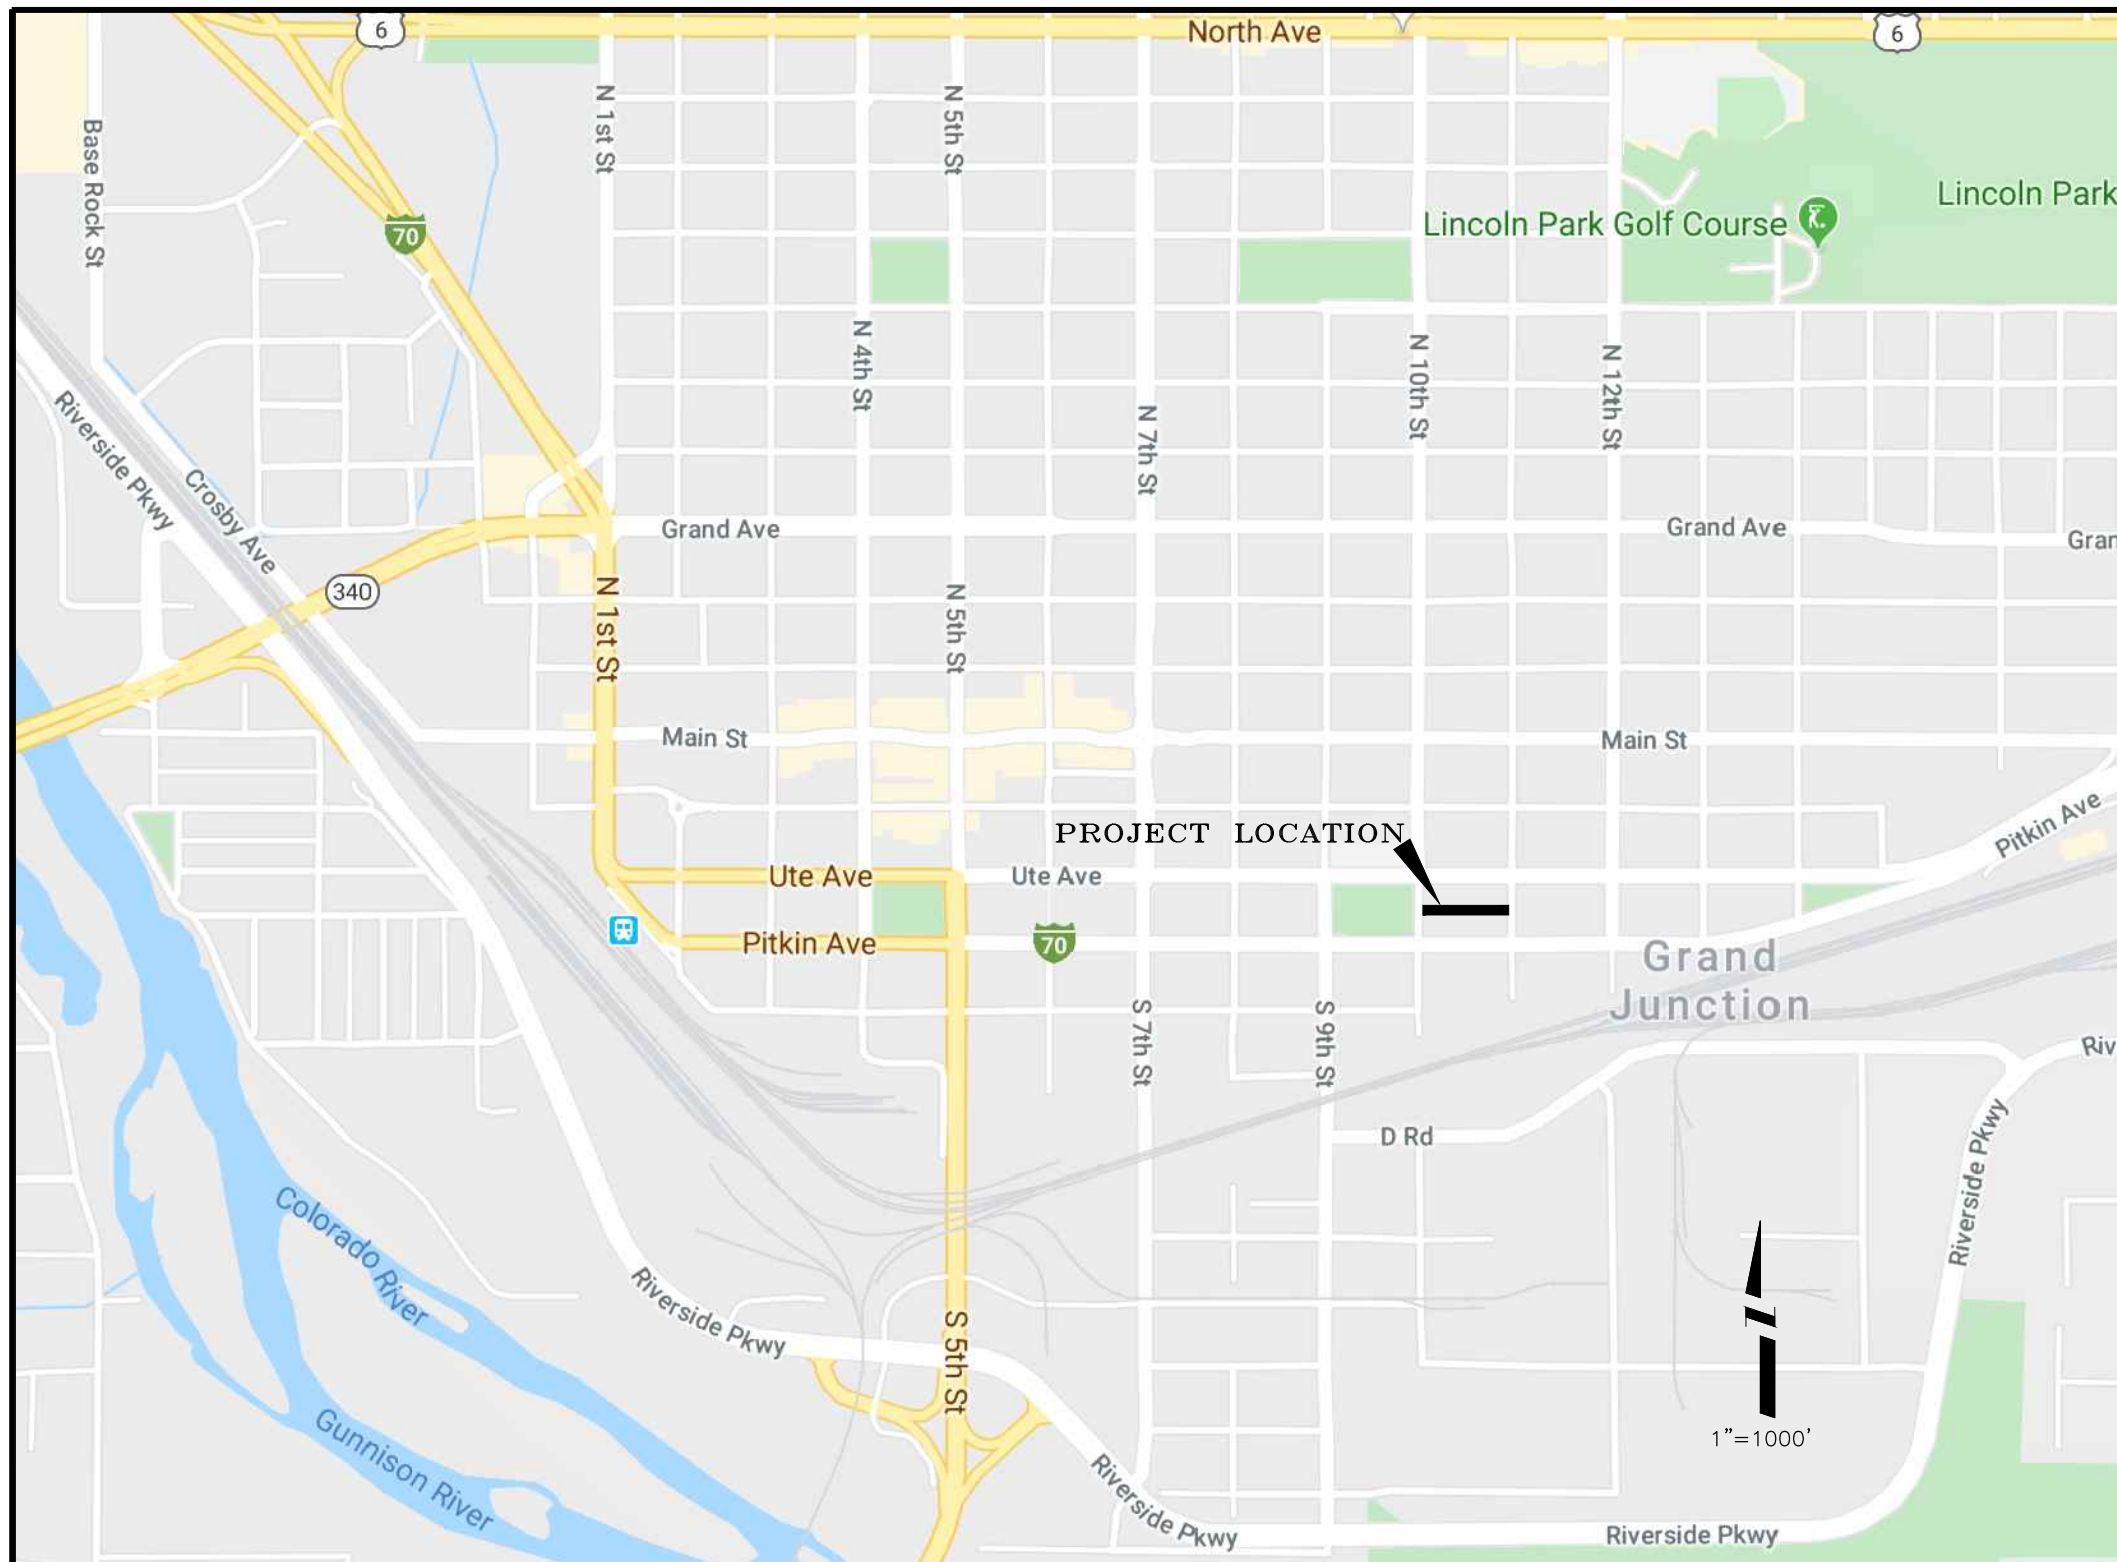 6
North Ave
6
N 1st St
N 5th St
Base Rock St
Lincoln Park
Lincoln Park Golf Course
70
N 4th St
N 10th St
N 12th St
Riverside Pkwy
N 7th St
Crosby Ave
Grand Ave
Grand Ave
Gran
340
N 1st St
N 5th St
Main St
Main St
PROJECT LOCATION
Pitkin Ave
Ute Ave
Ute Ave
Pitkin Ave
70
Grand
Junction
S 7th St
S 9th St
Riv
D Rd
Riverside Pkwy
Colorado River
Riverside Pkwy
S 5th St
N
1"=1000'
Gunnison River
Riverside Pkwy
Riverside Pkwy